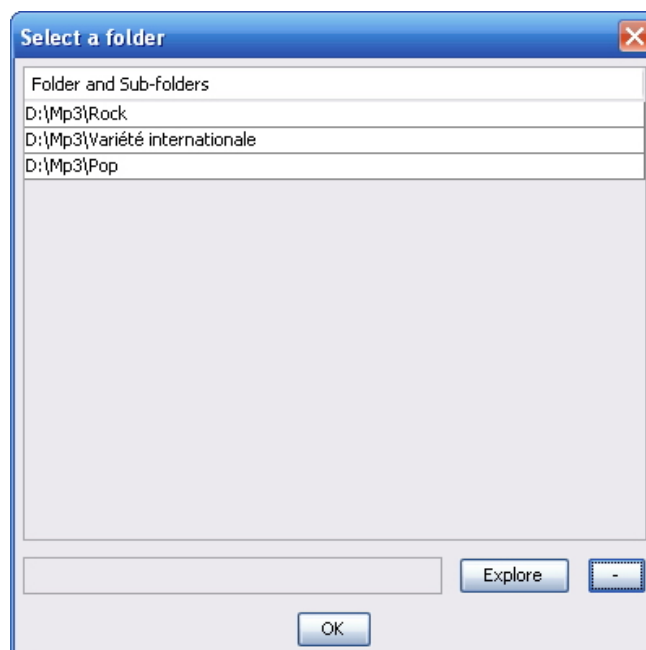 Select a folder
Folder and Sub-folders
D:\Mp3\Rock
D:\Mp3\Variété internationale
D:\Mp3\Pop
Explore
-
OK